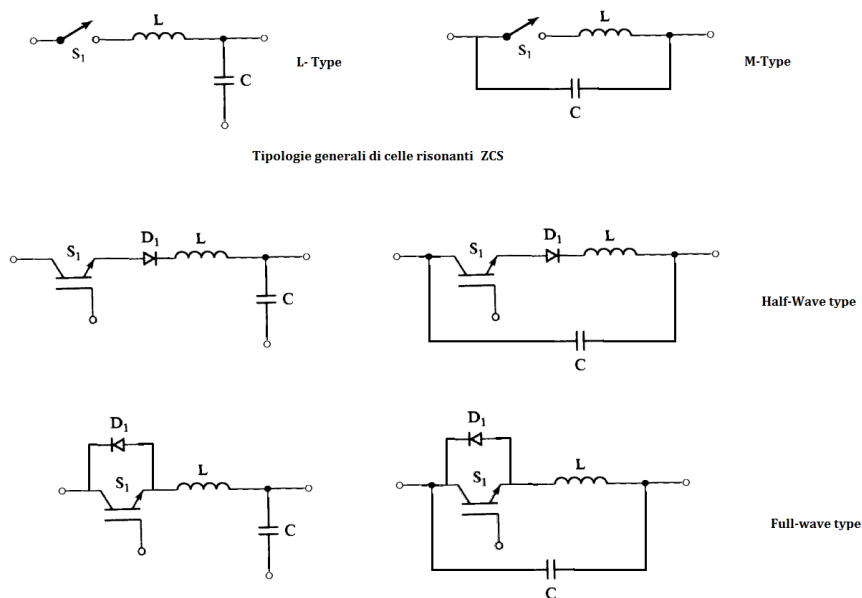 L
S1
C
L- Type
L
S1
C
M-Type
Tipologie generali di celle risonanti ZCS
S1
D1
L
C
S1
D1
L
C
Half-Wave type
D1
S1
L
C
D1
S1
L
C
Full-wave type